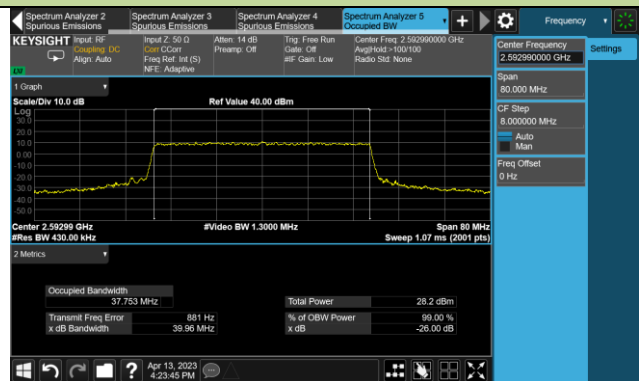 Spectrum Analyzer 2
Spurious Emissions
Spectrum Analyzer 3
Spurious Emissions
Spectrum Analyzer 4
Spurious Emissions
Spectrum Analyzer 5
Occupied BW
Frequency
KEYSIGHT
Input: RF
Coupling: DC
Align: Auto
Input Z: 50 Ω
Corr CCorr
Freq Ref: Int (S)
NFE: Adaptive
Atten: 14 dB
Preamp: Off
Trig: Free Run
Gate: Off
#IF Gain: Low
Center Freq: 2.592990000 GHz
Avg|Hold:>100/100
Radio Std: None
Center Frequency
2.592990000 GHz
Settings
Span
80.000 MHz
CF Step
8.000000 MHz
Auto
Man
Freq Offset
0 Hz
1 Graph
Scale/Div 10.0 dB
Ref Value 40.00 dBm
Log
30.0
20.0
10.0
0.00
-10.0
-20.0
-30.0
-40.0
-50.0
Center 2.59299 GHz
#Video BW 1.3000 MHz
Span 80 MHz
#Res BW 430.00 kHz
Sweep 1.07 ms (2001 pts)
2 Metrics
Occupied Bandwidth
37.753 MHz
Total Power
28.2 dBm
Transmit Freq Error
881 Hz
% of OBW Power
99.00 %
x dB Bandwidth
39.96 MHz
x dB
-26.00 dB
?
Apr 13, 2023
4:23:45 PM